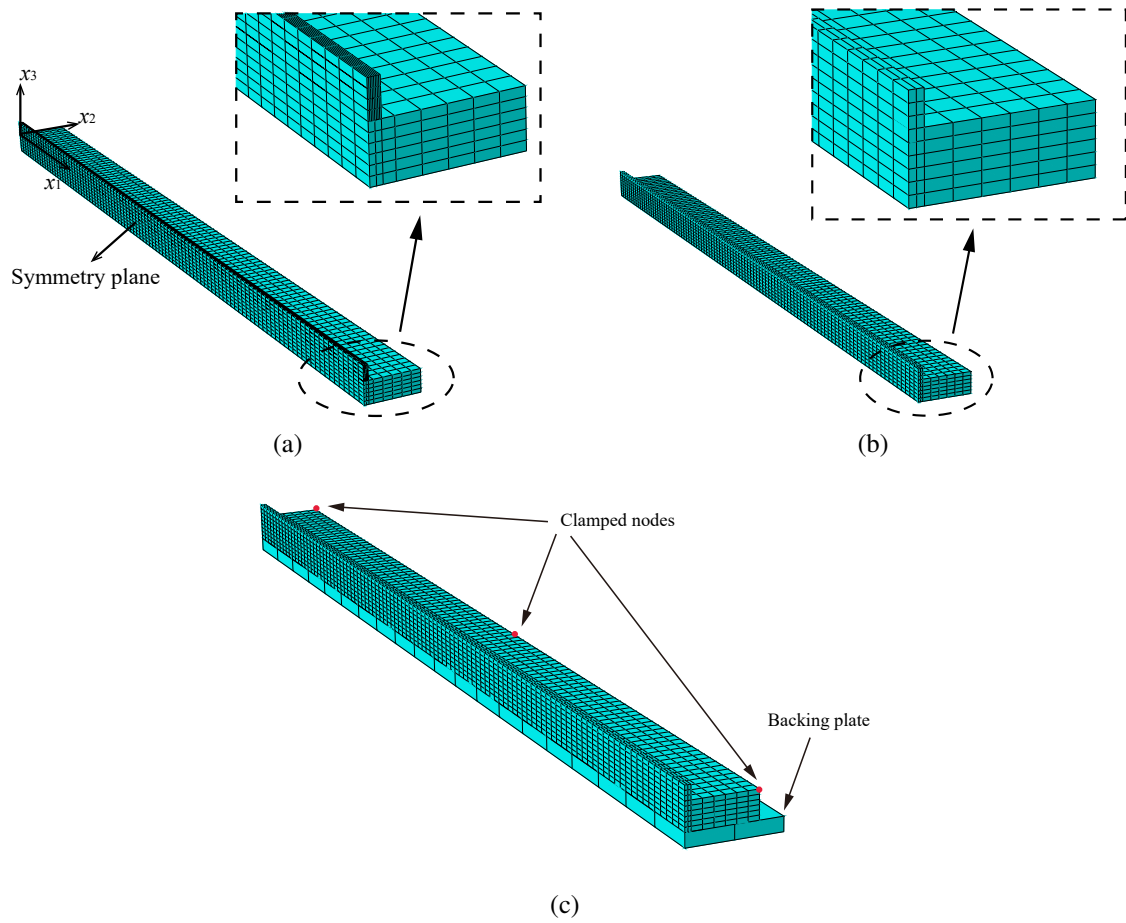 x3
x2
x1
Symmetry plane
(a)
(b)
Clamped nodes
Backing plate
(c)